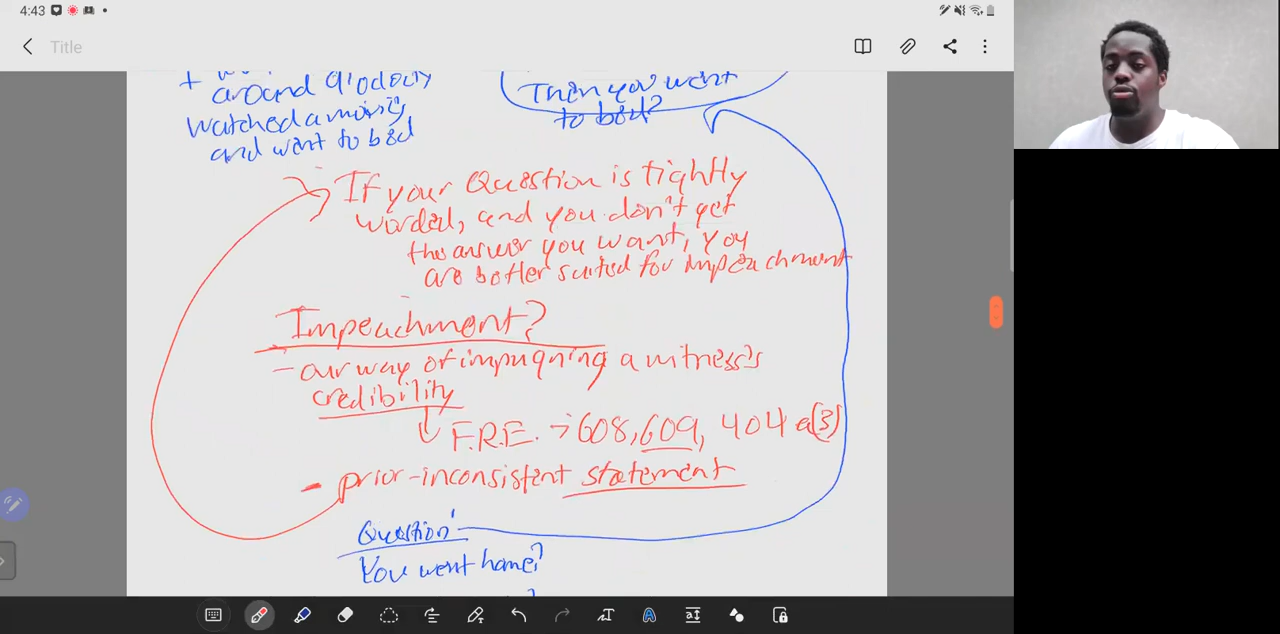 4:43
Title
around
watched a movie
and went to bed
Then you went
to bed?
If your Question is tightly
worded, and you don't get
the answer you want, you
are better suited for impeachment
Impeachment?
- our way of impugning a witness's
credibility
F.R.E. → 608, 609, 404 a(3)
- prior-inconsistent statement
Question:
You went home?